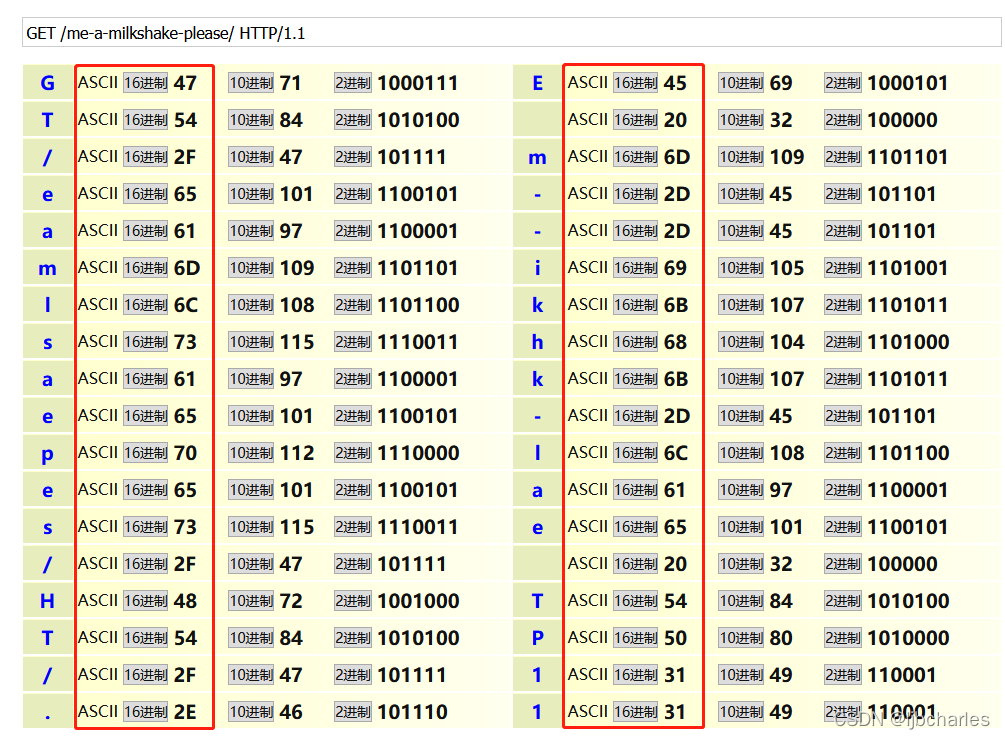 GET /me-a-milkshake-please/ HTTP/1.1
G ASCII 16进制 47 10进制 71 2进制 1000111 E ASCII 16进制 45 10进制 69 2进制 1000101
T ASCII 16进制 54 10进制 84 2进制 1010100 ASCII 16进制 20 10进制 32 2进制 100000
/ ASCII 16进制 2F 10进制 47 2进制 101111 m ASCII 16进制 6D 10进制 109 2进制 1101101
e ASCII 16进制 65 10进制 101 2进制 1100101 - ASCII 16进制 2D 10进制 45 2进制 101101
a ASCII 16进制 61 10进制 97 2进制 1100001 - ASCII 16进制 2D 10进制 45 2进制 101101
m ASCII 16进制 6D 10进制 109 2进制 1101101 i ASCII 16进制 69 10进制 105 2进制 1101001
l ASCII 16进制 6C 10进制 108 2进制 1101100 k ASCII 16进制 6B 10进制 107 2进制 1101011
s ASCII 16进制 73 10进制 115 2进制 1110011 h ASCII 16进制 68 10进制 104 2进制 1101000
a ASCII 16进制 61 10进制 97 2进制 1100001 k ASCII 16进制 6B 10进制 107 2进制 1101011
e ASCII 16进制 65 10进制 101 2进制 1100101 - ASCII 16进制 2D 10进制 45 2进制 101101
p ASCII 16进制 70 10进制 112 2进制 1110000 l ASCII 16进制 6C 10进制 108 2进制 1101100
e ASCII 16进制 65 10进制 101 2进制 1100101 a ASCII 16进制 61 10进制 97 2进制 1100001
s ASCII 16进制 73 10进制 115 2进制 1110011 e ASCII 16进制 65 10进制 101 2进制 1100101
/ ASCII 16进制 2F 10进制 47 2进制 101111 ASCII 16进制 20 10进制 32 2进制 100000
H ASCII 16进制 48 10进制 72 2进制 1001000 T ASCII 16进制 54 10进制 84 2进制 1010100
T ASCII 16进制 54 10进制 84 2进制 1010100 P ASCII 16进制 50 10进制 80 2进制 1010000
/ ASCII 16进制 2F 10进制 47 2进制 101111 1 ASCII 16进制 31 10进制 49 2进制 110001
. ASCII 16进制 2E 10进制 46 2进制 101110 1 ASCII 16进制 31 10进制 49 2进制 110001
CSDN @ljbcharles